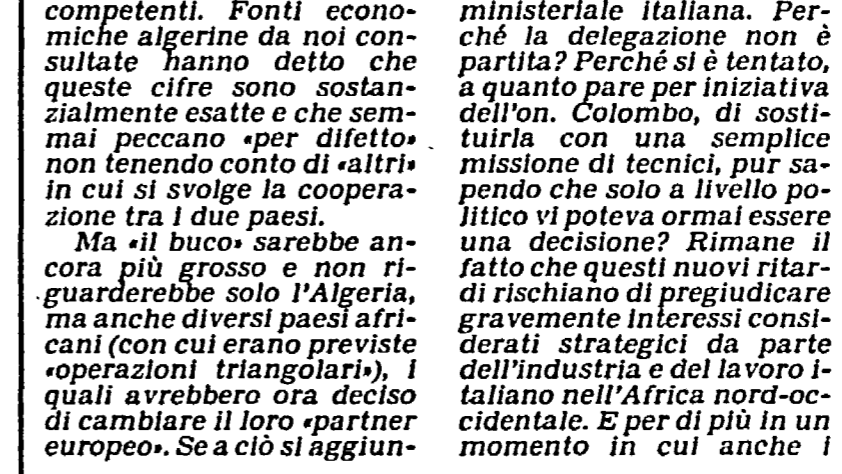 competenti. Fonti econo-
miche algerine da noi con-
sultate hanno detto che
queste cifre sono sostan-
zialmente esatte e che sem-
mai peccano «per difetto»
non tenendo conto di «altri»
in cui si svolge la coopera-
zione tra i due paesi.
Ma «il buco» sarebbe an-
cora più grosso e non ri-
guarderebbe solo l'Algeria,
ma anche diversi paesi afri-
cani (con cui erano previste
«operazioni triangolari»), i
quali avrebbero ora deciso
di cambiare il loro «partner
europeo». Se a ciò si aggiun-
ministeriale italiana. Per-
ché la delegazione non è
partita? Perché si è tentato,
a quanto pare per iniziativa
dell'on. Colombo, di sosti-
tuirla con una semplice
missione di tecnici, pur sa-
pendo che solo a livello po-
litico vi poteva ormai essere
una decisione? Rimane il
fatto che questi nuovi ritar-
di rischiano di pregiudicare
gravemente interessi consi-
derati strategici da parte
dell'industria e del lavoro i-
taliano nell'Africa nord-oc-
cidentale. E per di più in un
momento in cui anche i